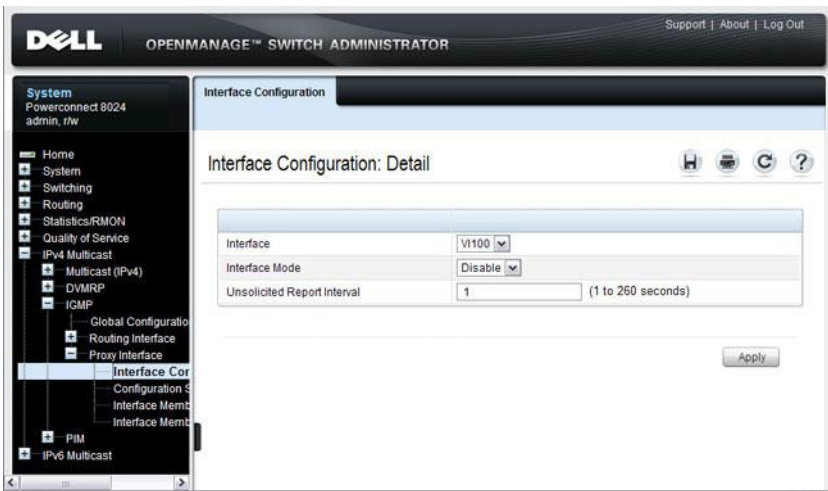 Support | About | Log Out
DELL OPENMANAGE™ SWITCH ADMINISTRATOR
System
Powerconnect 8024
admin, r/w
Interface Configuration
Home
System
Switching
Routing
Statistics/RMON
Quality of Service
IPv4 Multicast
Multicast (IPv4)
DVMRP
IGMP
Global Configuratio
Routing Interface
Proxy Interface
Interface Cor
Configuration S
Interface Memb
Interface Memb
PIM
IPv6 Multicast
Interface Configuration: Detail
Interface Vl100
Interface Mode Disable
Unsolicited Report Interval 1 (1 to 260 seconds)
Apply